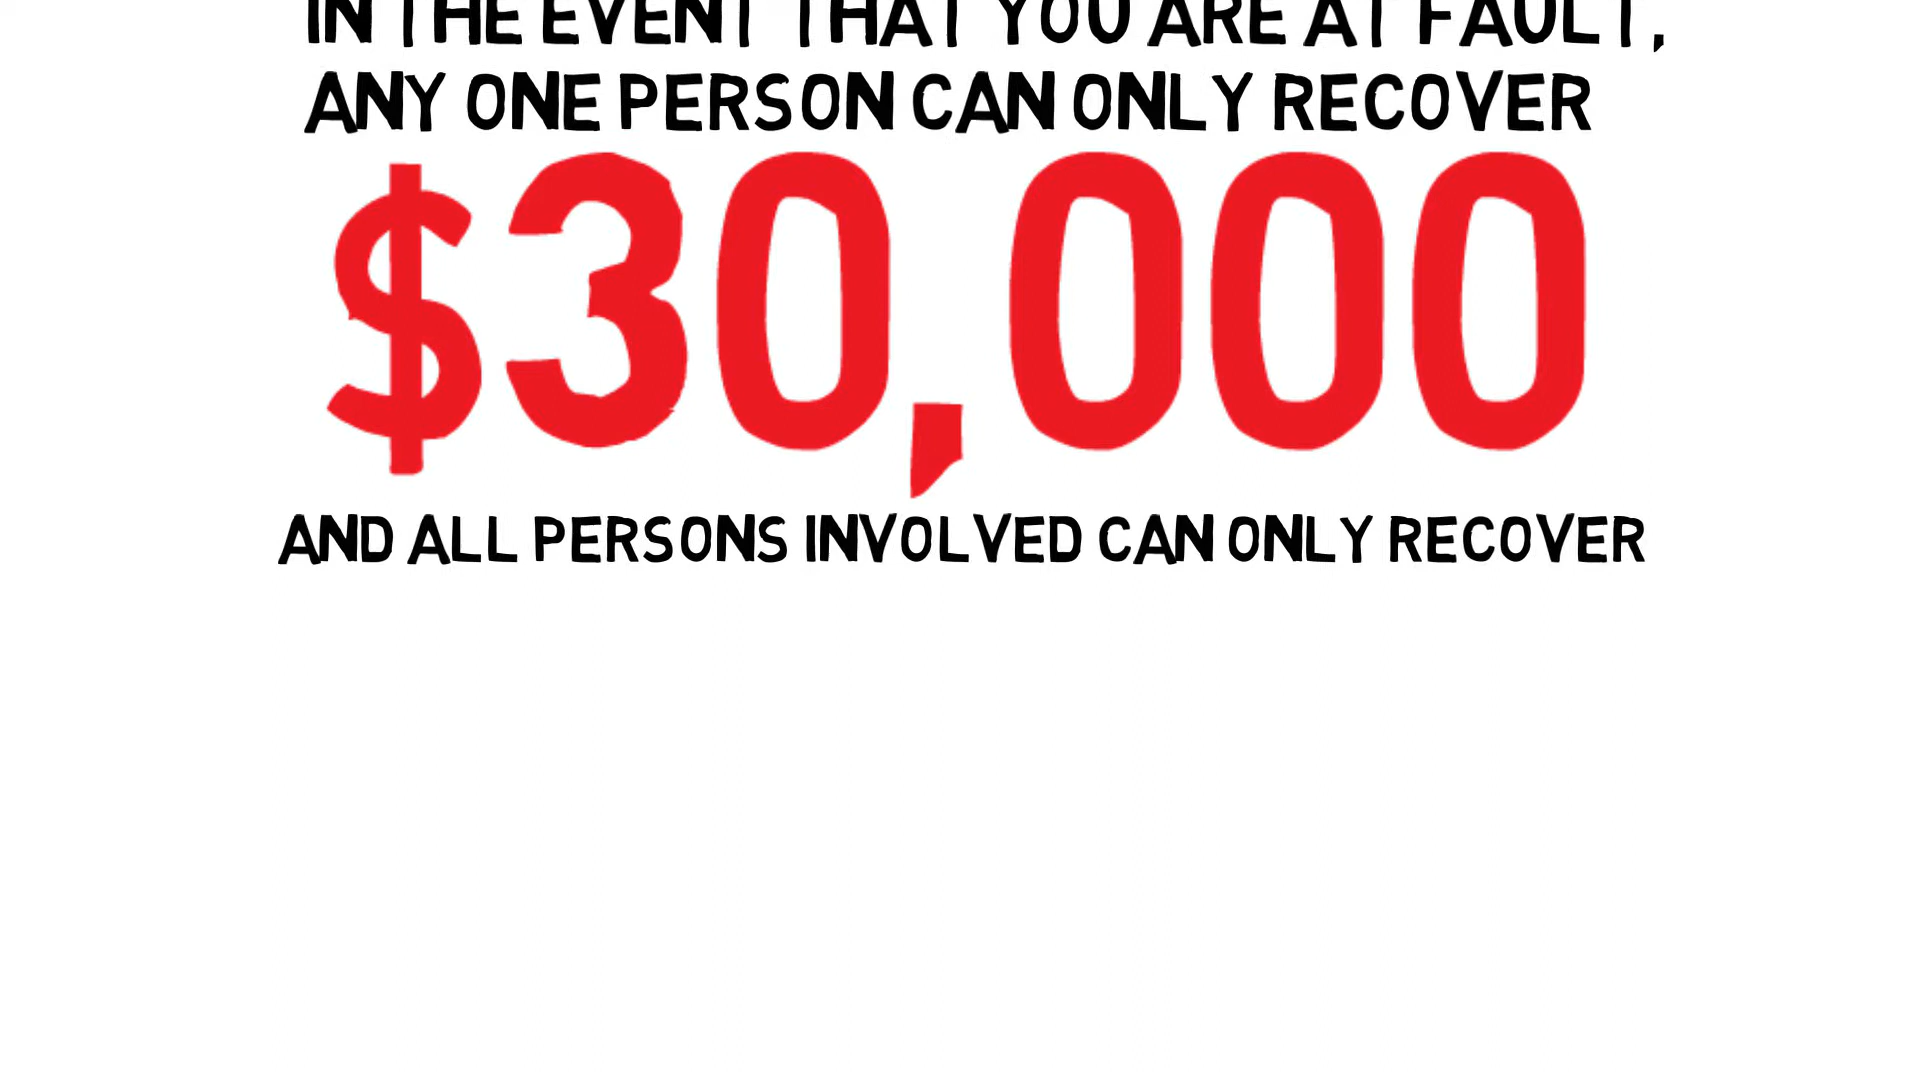 IN THE EVENT THAT YOU ARE AT FAULT,
ANY ONE PERSON CAN ONLY RECOVER
$30,000
AND ALL PERSONS INVOLVED CAN ONLY RECOVER